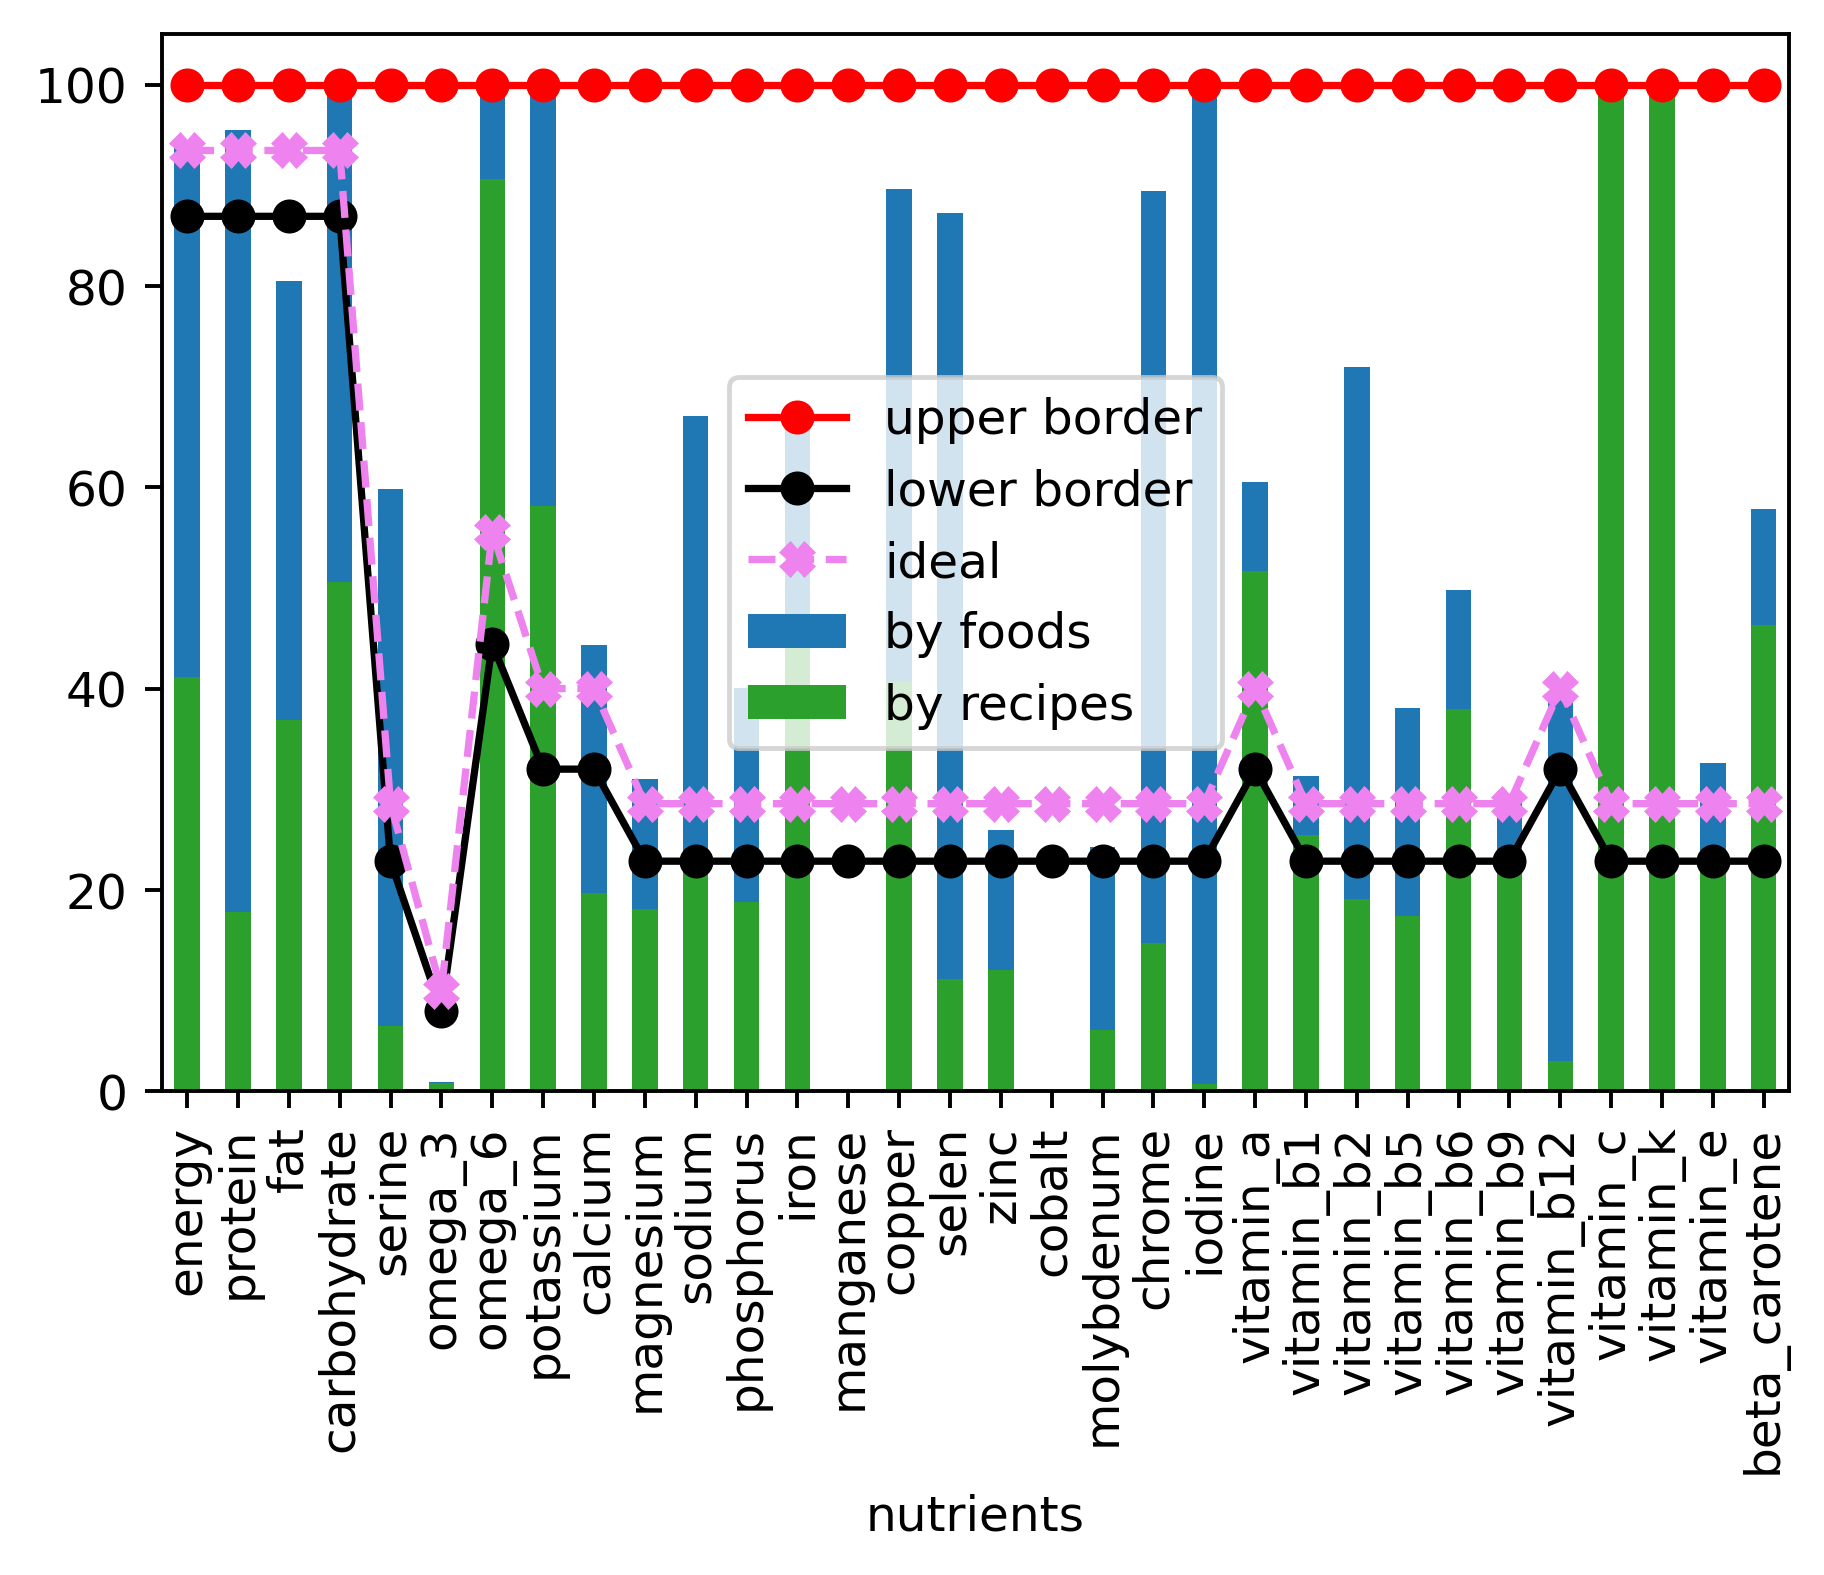 100
80
60
40
20
0
upper border
lower border
ideal
by foods
by recipes
energy
protein
fat
carbohydrate
serine
omega_3
omega_6
potassium
calcium
magnesium
sodium
phosphorus
iron
manganese
copper
selen
zinc
cobalt
molybdenum
chrome
iodine
vitamin_a
vitamin_b1
vitamin_b2
vitamin_b5
vitamin_b6
vitamin_b9
vitamin_b12
vitamin_c
vitamin_k
vitamin_e
beta_carotene
nutrients